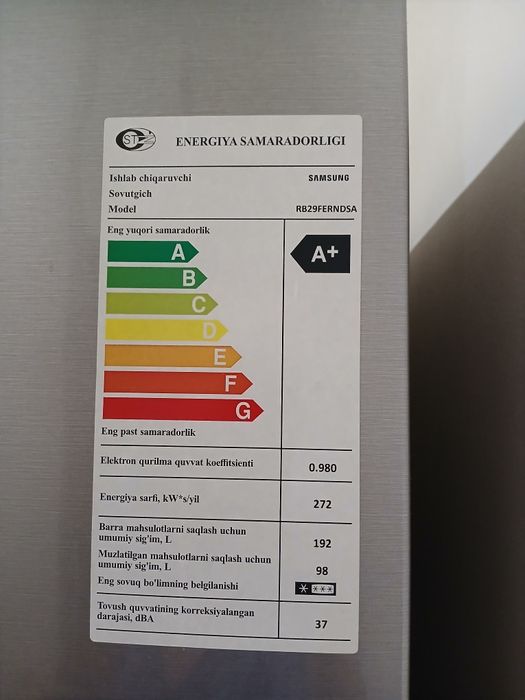 ST
ENERGIYA SAMARADORLIGI
Ishlab chiqaruvchi SAMSUNG
Sovutgich
Model RB29FERNDSA
Eng yuqori samaradorlik
A A+
B
C
D
E
F
G
Eng past samaradorlik
Elektron qurilma quvvat koeffitsienti 0.980
Energiya sarfi, kW*s/yil 272
Barra mahsulotlarni saqlash uchun
umumiy sig'im, L 192
Muzlatilgan mahsulotlarni saqlash uchun
umumiy sig'im, L 98
Eng sovuq bo'limning belgilanishi
Tovush quvvatining korreksiyalangan
darajasi, dBA 37